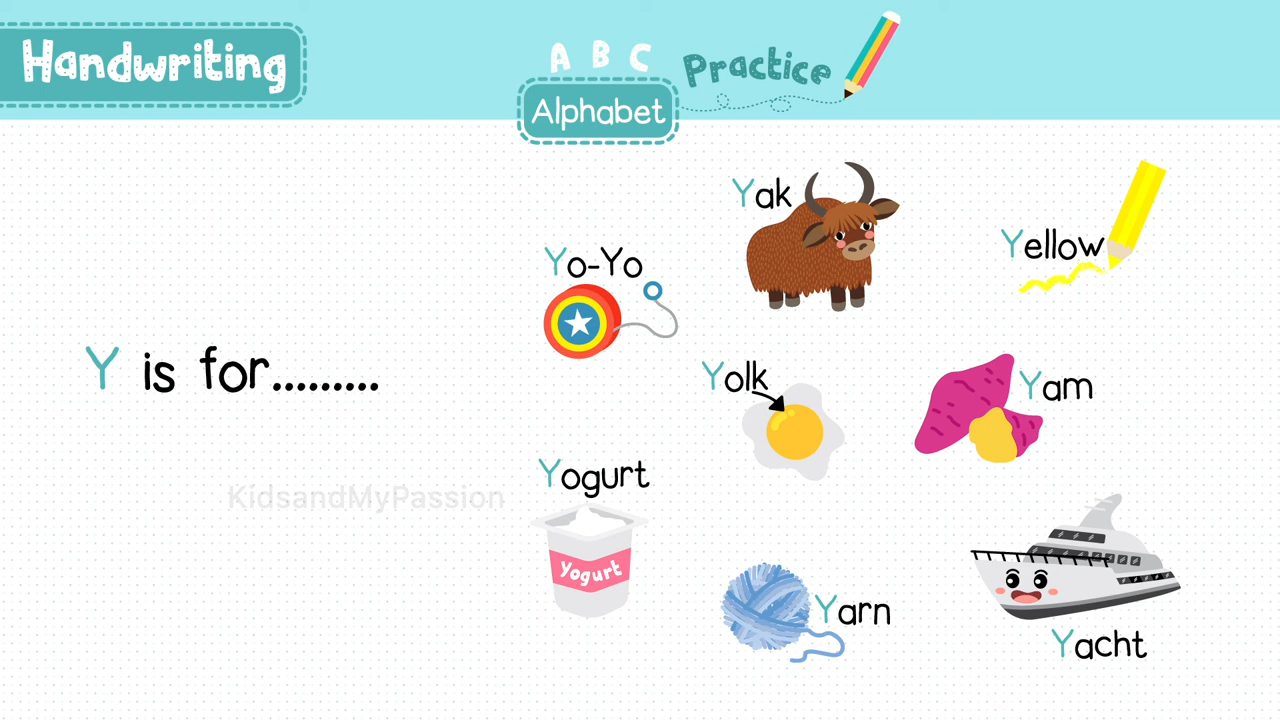 Handwriting
A B C
Alphabet
Practice
Y is for.........
Yak
Yellow
Yo-Yo
Yolk
Yam
Yogurt
Yogurt
Yarn
Yacht
KidsandMyPassion